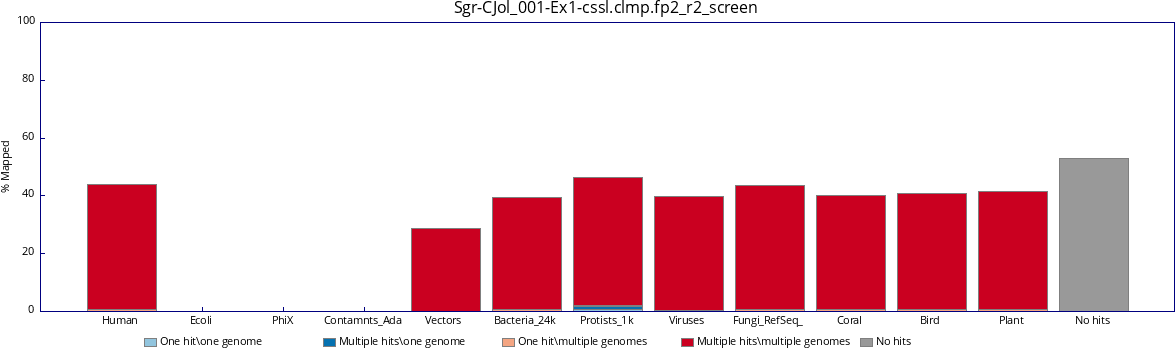 Sgr-CJol_001-Ex1-cssl.clmp.fp2_r2_screen
100
80
60
40
20
0
% Mapped
Human Ecoli PhiX Contamnts_Ada Vectors Bacteria_24k Protists_1k Viruses Fungi_RefSeq_ Coral Bird Plant No hits
One hit\one genome Multiple hits\one genome One hit\multiple genomes Multiple hits\multiple genomes No hits